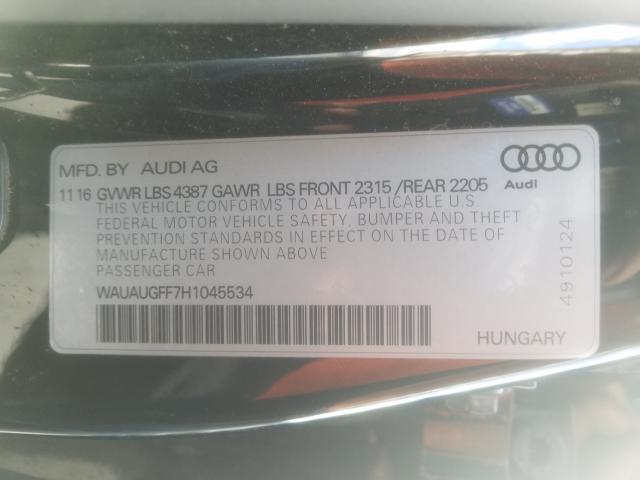 MFD. BY AUDI AG
11 16 GVWR LBS 4387 GAWR LBS FRONT 2315 /REAR 2205
THIS VEHICLE CONFORMS TO ALL APPLICABLE U.S.
FEDERAL MOTOR VEHICLE SAFETY, BUMPER AND THEFT
PREVENTION STANDARDS IN EFFECT ON THE DATE OF
MANUFACTURE SHOWN ABOVE
PASSENGER CAR
WAUAUGFF7H1045534
Audi
4910124
HUNGARY